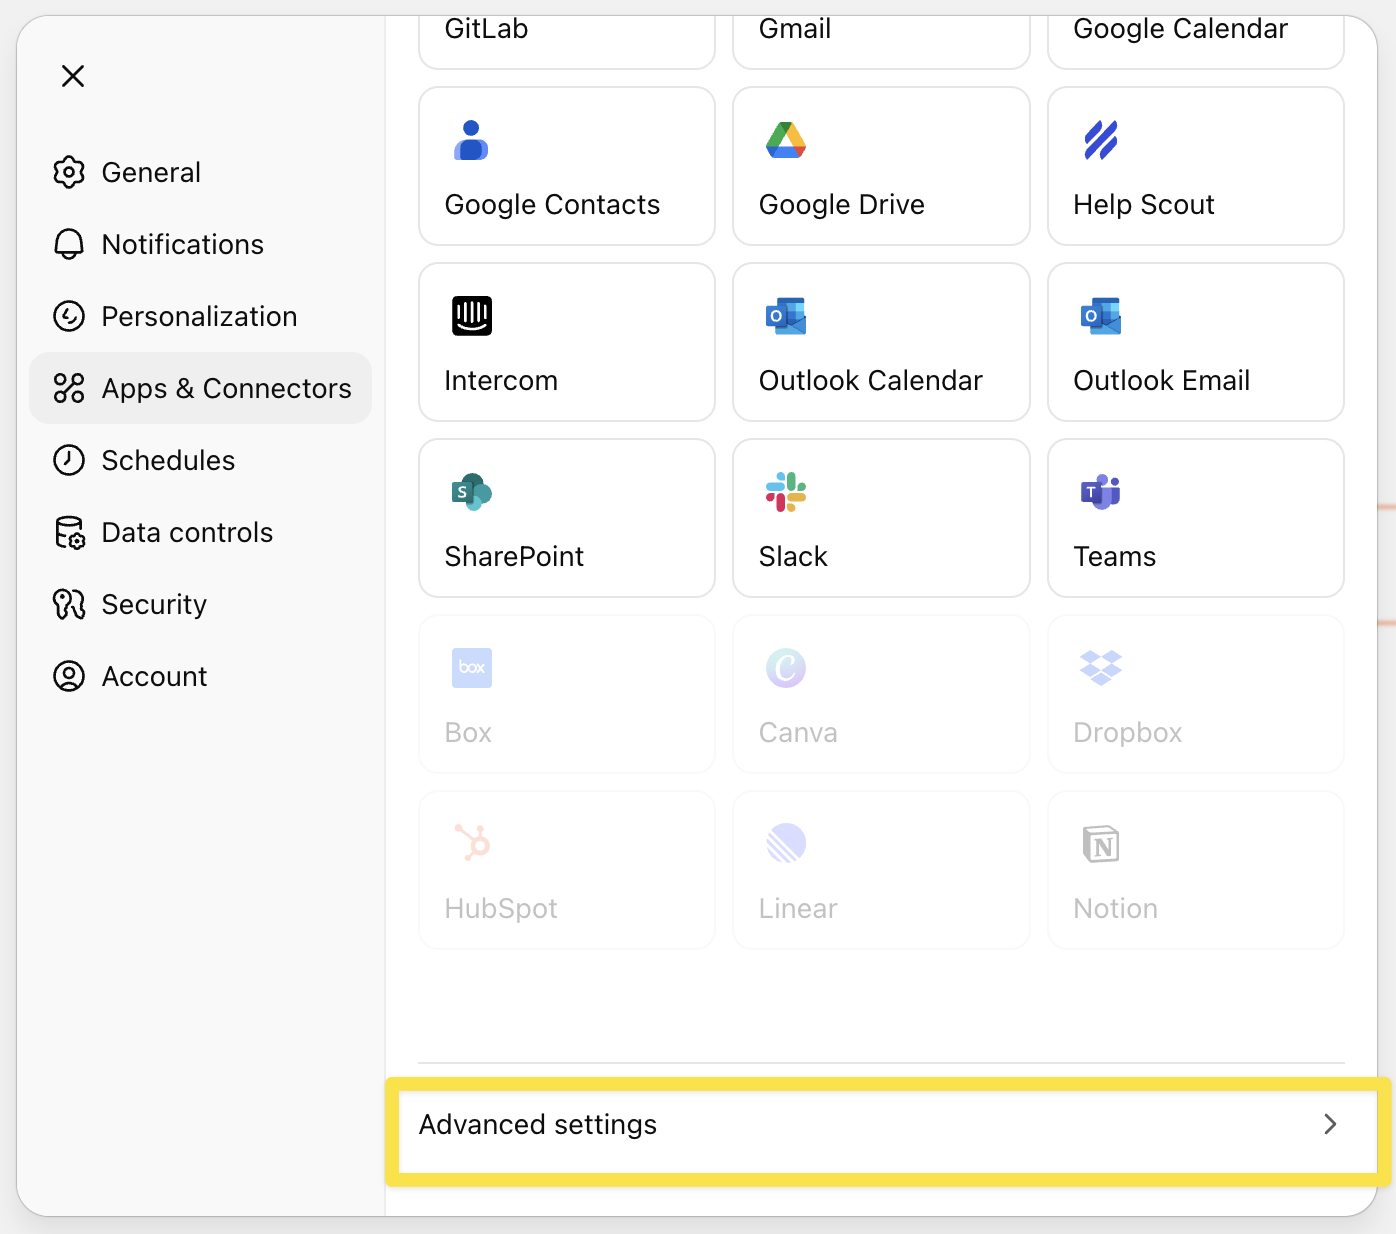 General
Notifications
Personalization
Apps & Connectors
Schedules
Data controls
Security
Account
GitLab
Gmail
Google Calendar
Google Contacts
Google Drive
Help Scout
Intercom
O
Outlook Calendar
O
Outlook Email
S
SharePoint
Slack
T
Teams
box
Box
C
Canva
Dropbox
HubSpot
Linear
N
Notion
Advanced settings